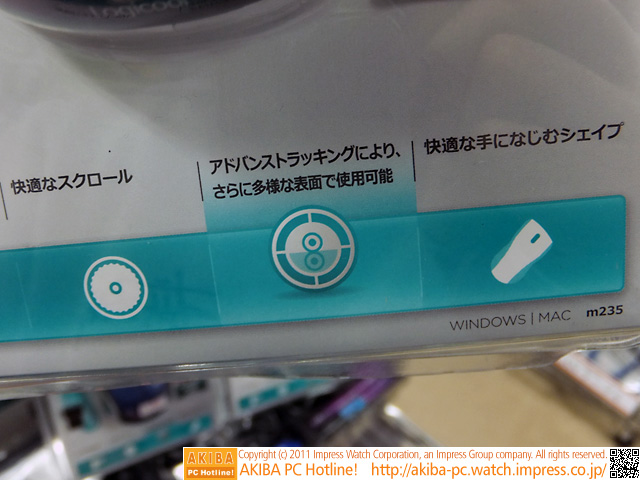 Logicool
快適なスクロール
アドバンストラッキングにより、
さらに多様な表面で使用可能
快適な手になじむシェイプ
WINDOWS | MAC m235
AKIBA PC Hotline!
Copyright (c) 2011 Impress Watch Corporation, an Impress Group company. All rights reserved.
AKIBA PC Hotline! http://akiba-pc.watch.impress.co.jp/